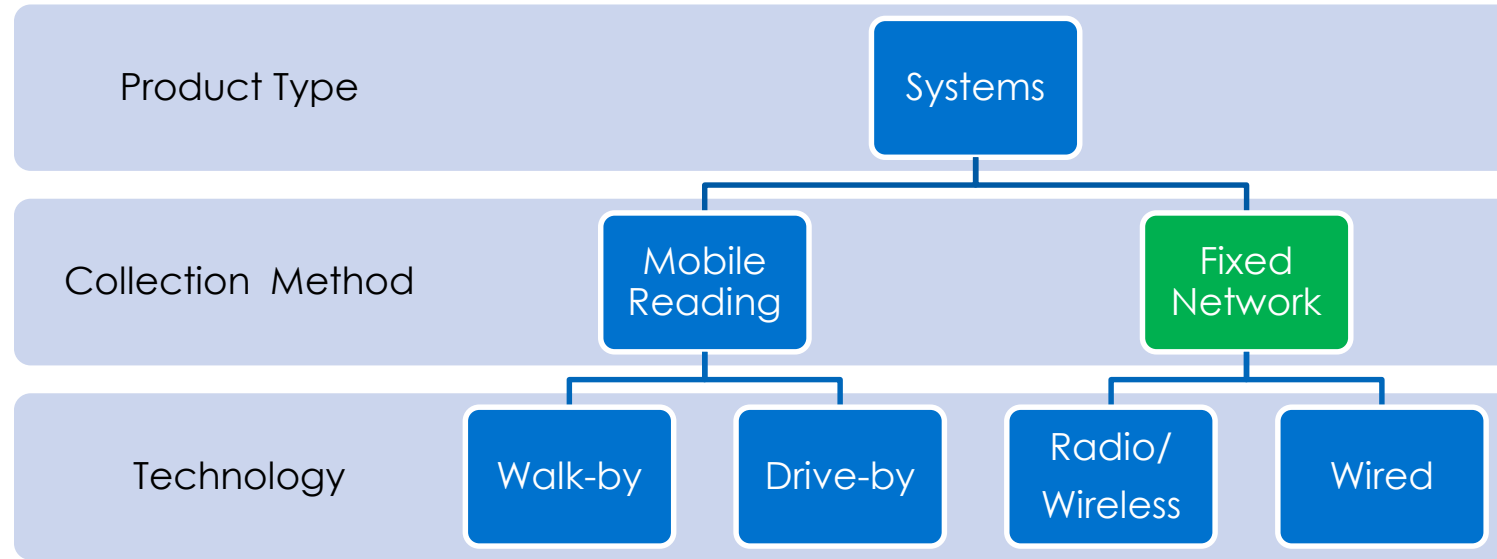 Product Type
Systems
Collection  Method
Mobile
Reading
Fixed
Network
Technology
Walk-by
Drive-by
Radio/
Wireless
Wired